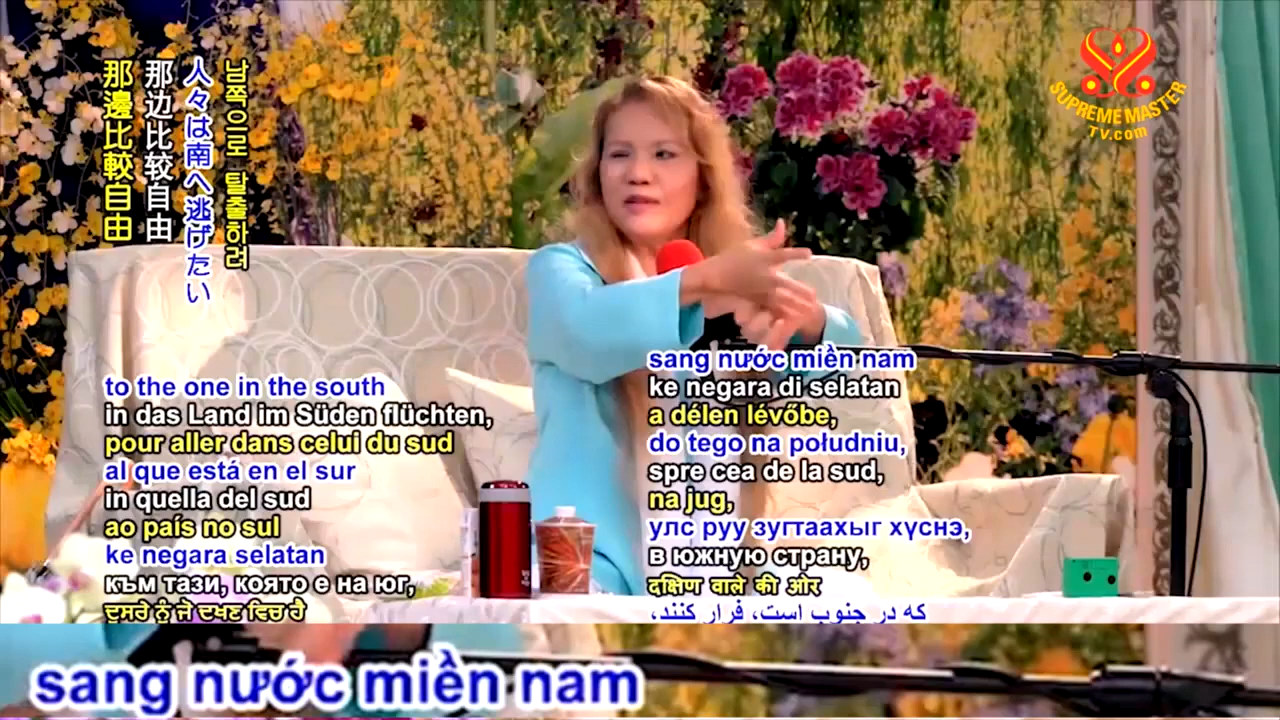 SUPREME MASTER
TV.com
남쪽이로 탈출하려
人々は南へ逃げたい
那边比较自由
那邊比較自由
to the one in the south
in das Land im Süden flüchten,
pour aller dans celui du sud
al que está en el sur
in quella del sud
ao país no sul
ke negara selatan
към тази, която е на юг,
ਦੂਸਰੇ ਨੂੰ ਜੋ ਦਖਣ ਵਿਚ ਹੈ
sang nước miền nam
ke negara di selatan
a délen lévőbe,
do tego na południu,
spre cea de la sud,
na jug,
улс руу зугтаахыг хүснэ,
в южную страну,
दक्षिण वाले की ओर
که در جنوب است، فرار کنند،
sang nước miền nam